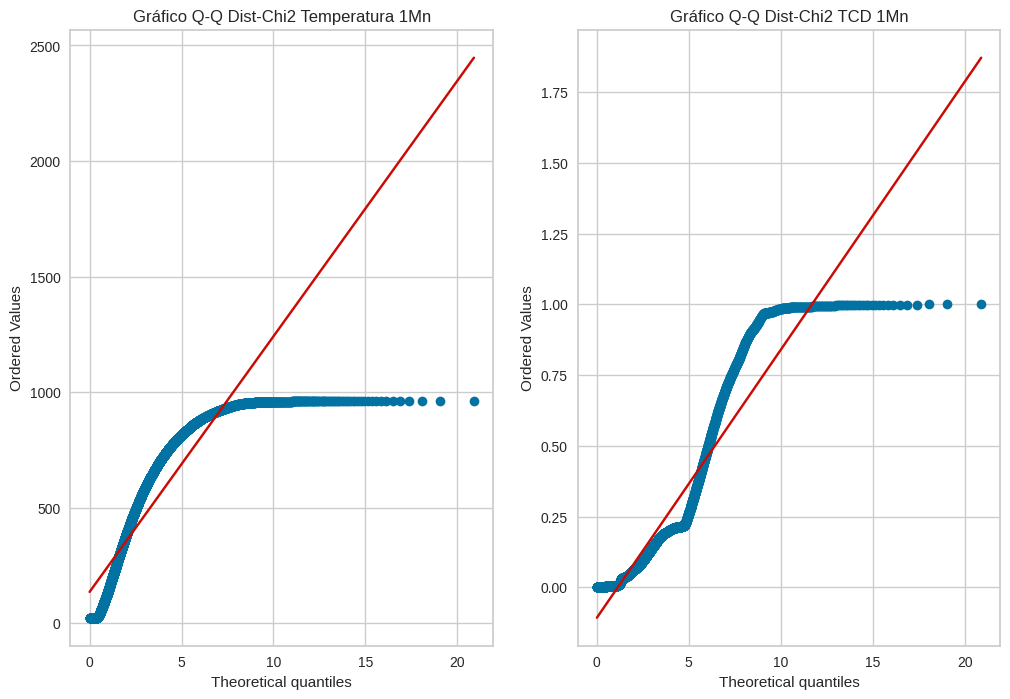 Gráfico Q-Q Dist-Chi2 Temperatura 1Mn
Ordered Values
2500
2000
1500
1000
500
0
0 5 10 15 20
Theoretical quantiles
Gráfico Q-Q Dist-Chi2 TCD 1Mn
Ordered Values
1.75
1.50
1.25
1.00
0.75
0.50
0.25
0.00
0 5 10 15 20
Theoretical quantiles